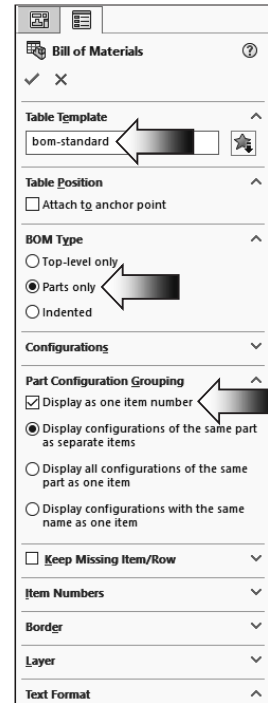 Bill of Materials
Table Template
bom-standard
Table Position
Attach to anchor point
BOM Type
Top-level only
Parts only
Indented
Configurations
Part Configuration Grouping
Display as one item number
Display configurations of the same part
as separate items
Display all configurations of the same
part as one item
Display configurations with the same
name as one item
Keep Missing Item/Row
Item Numbers
Border
Layer
Text Format